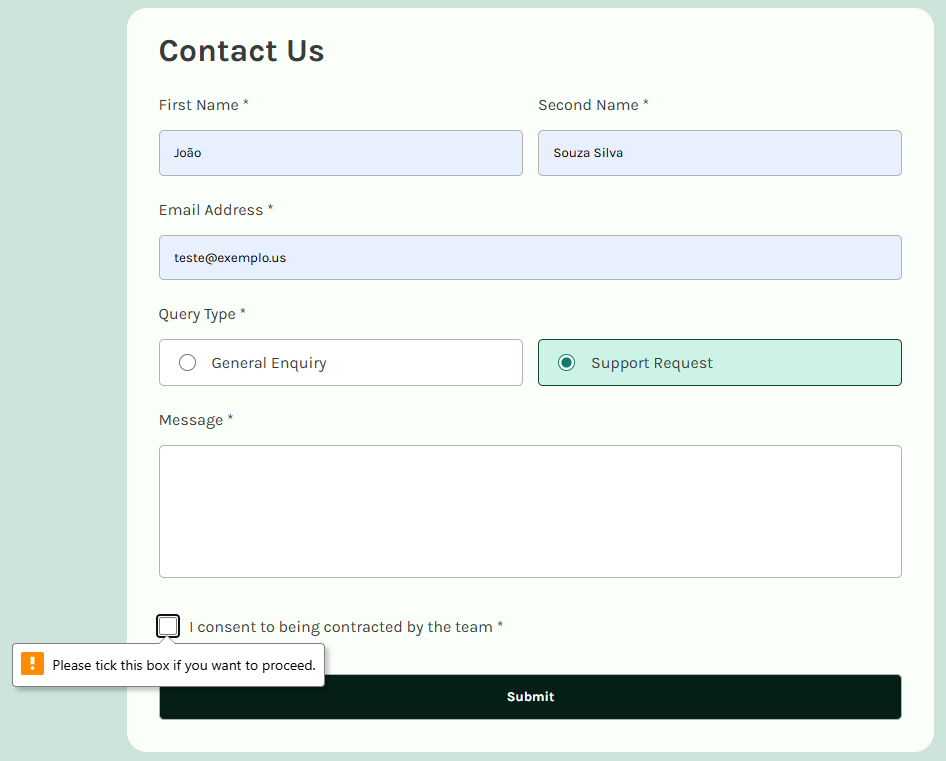 Contact Us
First Name * Second Name *
João Souza Silva
Email Address *
teste@exemplo.us
Query Type *
General Enquiry Support Request
Message *
I consent to being contracted by the team *
! Please tick this box if you want to proceed.
Submit